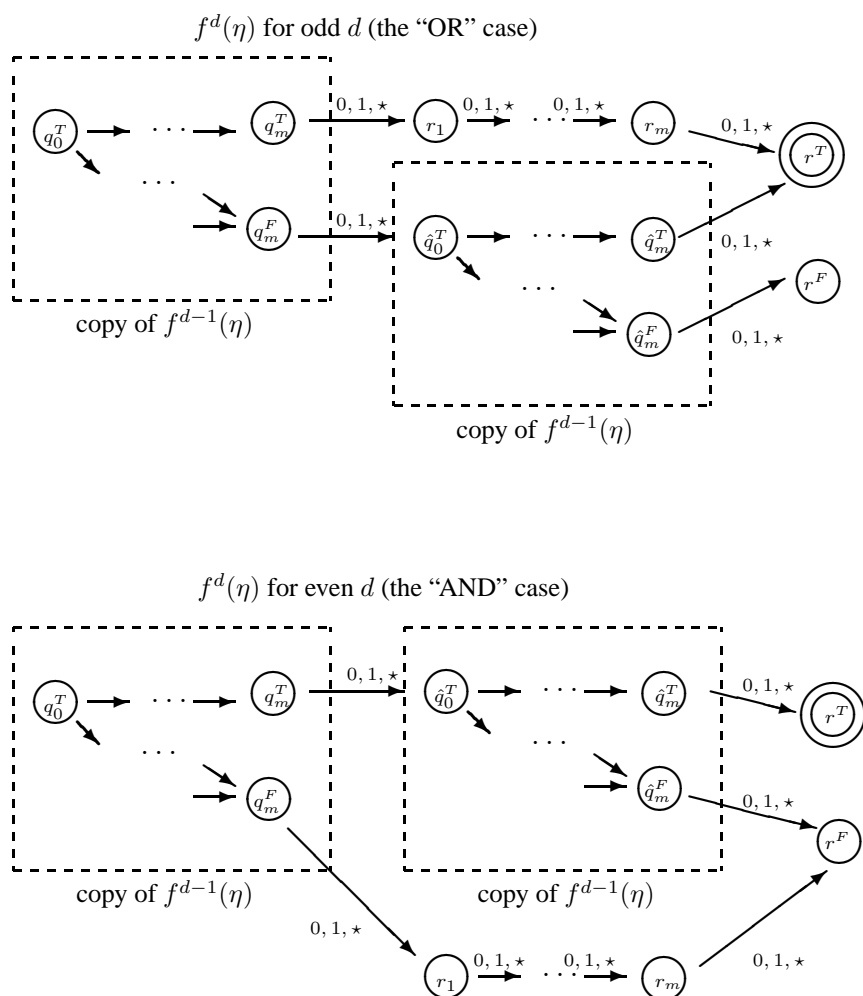 f^d(η) for odd d (the “OR” case)
0, 1, ⋆ 0, 1, ⋆ 0, 1, ⋆
q_0^T · · · q_m^T r_1 · · · r_m 0, 1, ⋆
r^T
· · ·
q_m^F 0, 1, ⋆ q̂_0^T · · · q̂_m^T 0, 1, ⋆
r^F
· · ·
copy of f^{d−1}(η) q̂_m^F 0, 1, ⋆
copy of f^{d−1}(η)
f^d(η) for even d (the “AND” case)
q_0^T · · · q_m^T 0, 1, ⋆ q̂_0^T · · · q̂_m^T 0, 1, ⋆ r^T
· · · · · ·
q_m^F q̂_m^F 0, 1, ⋆
r^F
copy of f^{d−1}(η) copy of f^{d−1}(η)
0, 1, ⋆ 0, 1, ⋆ 0, 1, ⋆ 0, 1, ⋆
r_1 · · · r_m